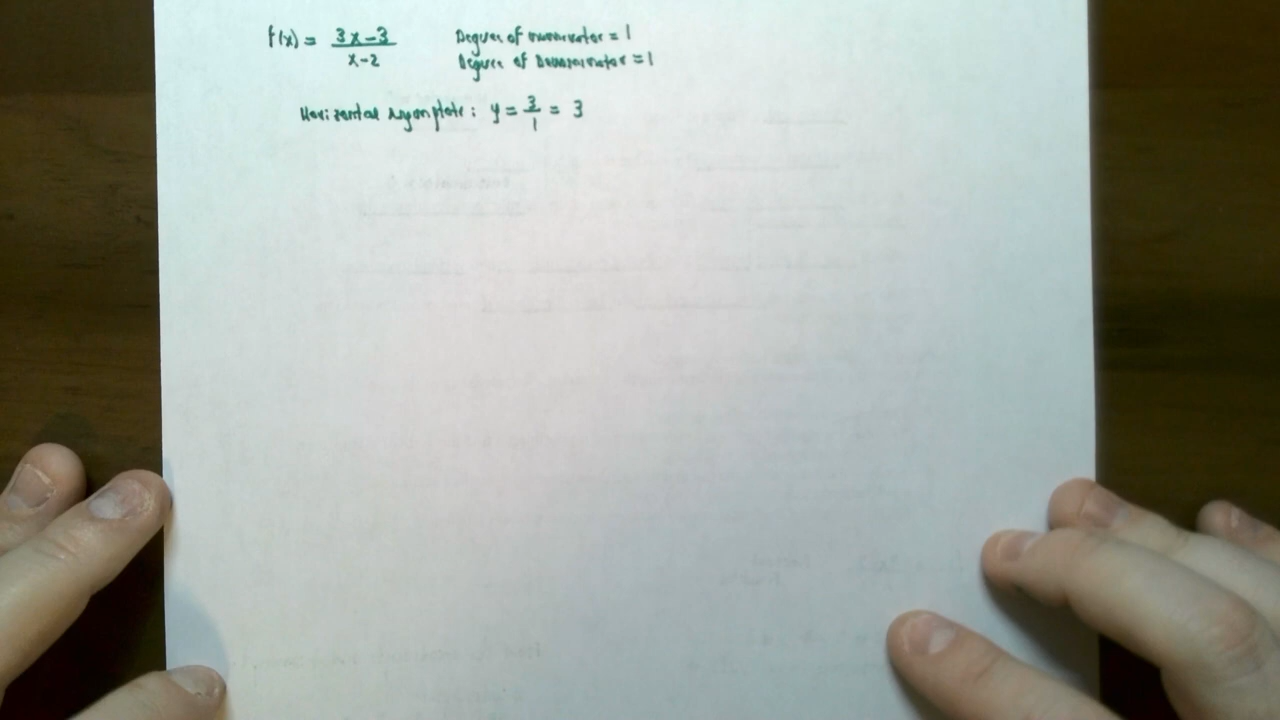 f(x) = 3x-3 / x-2 Degree of numerator = 1
Degree of Denominator = 1
Horizontal Asymptote: y = 3/1 = 3